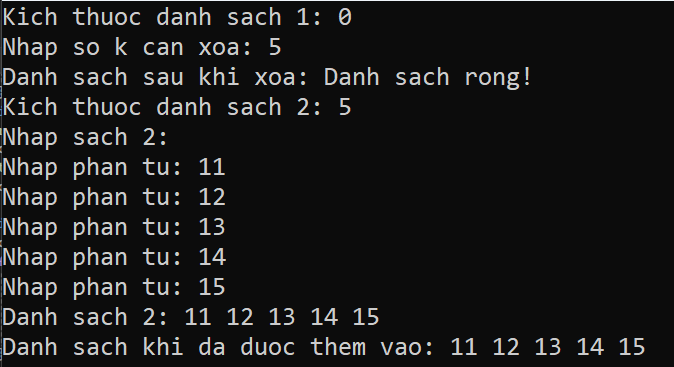 Kich thuoc danh sach 1: 0
Nhap so k can xoa: 5
Danh sach sau khi xoa: Danh sach rong!
Kich thuoc danh sach 2: 5
Nhap sach 2:
Nhap phan tu: 11
Nhap phan tu: 12
Nhap phan tu: 13
Nhap phan tu: 14
Nhap phan tu: 15
Danh sach 2: 11 12 13 14 15
Danh sach khi da duoc them vao: 11 12 13 14 15